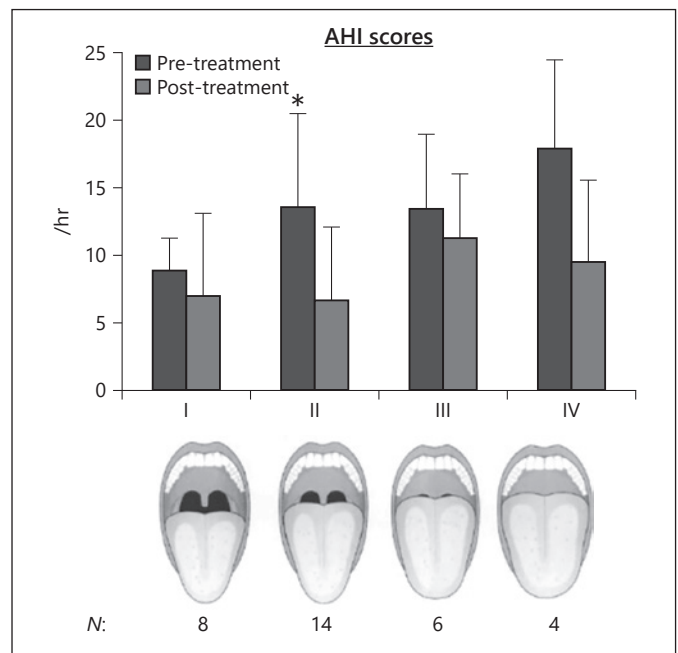 AHI scores
25
Pre-treatment
Post-treatment
*
20
15
/hr
10
5
0
I II III IV
N: 8 14 6 4